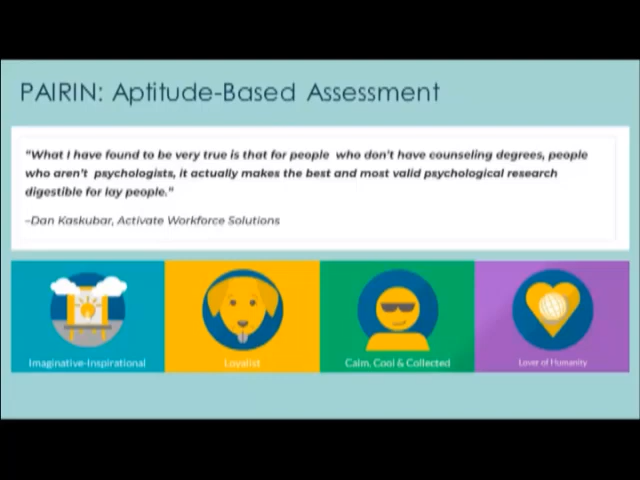 PAIRIN: Aptitude-Based Assessment
"What I have found to be very true is that for people who don't have counseling degrees, people
who aren't psychologists, it actually makes the best and most valid psychological research
digestible for lay people."
–Dan Kaskubar, Activate Workforce Solutions
Imaginative-Inspirational
Loyalist
Calm, Cool & Collected
Lover of Humanity